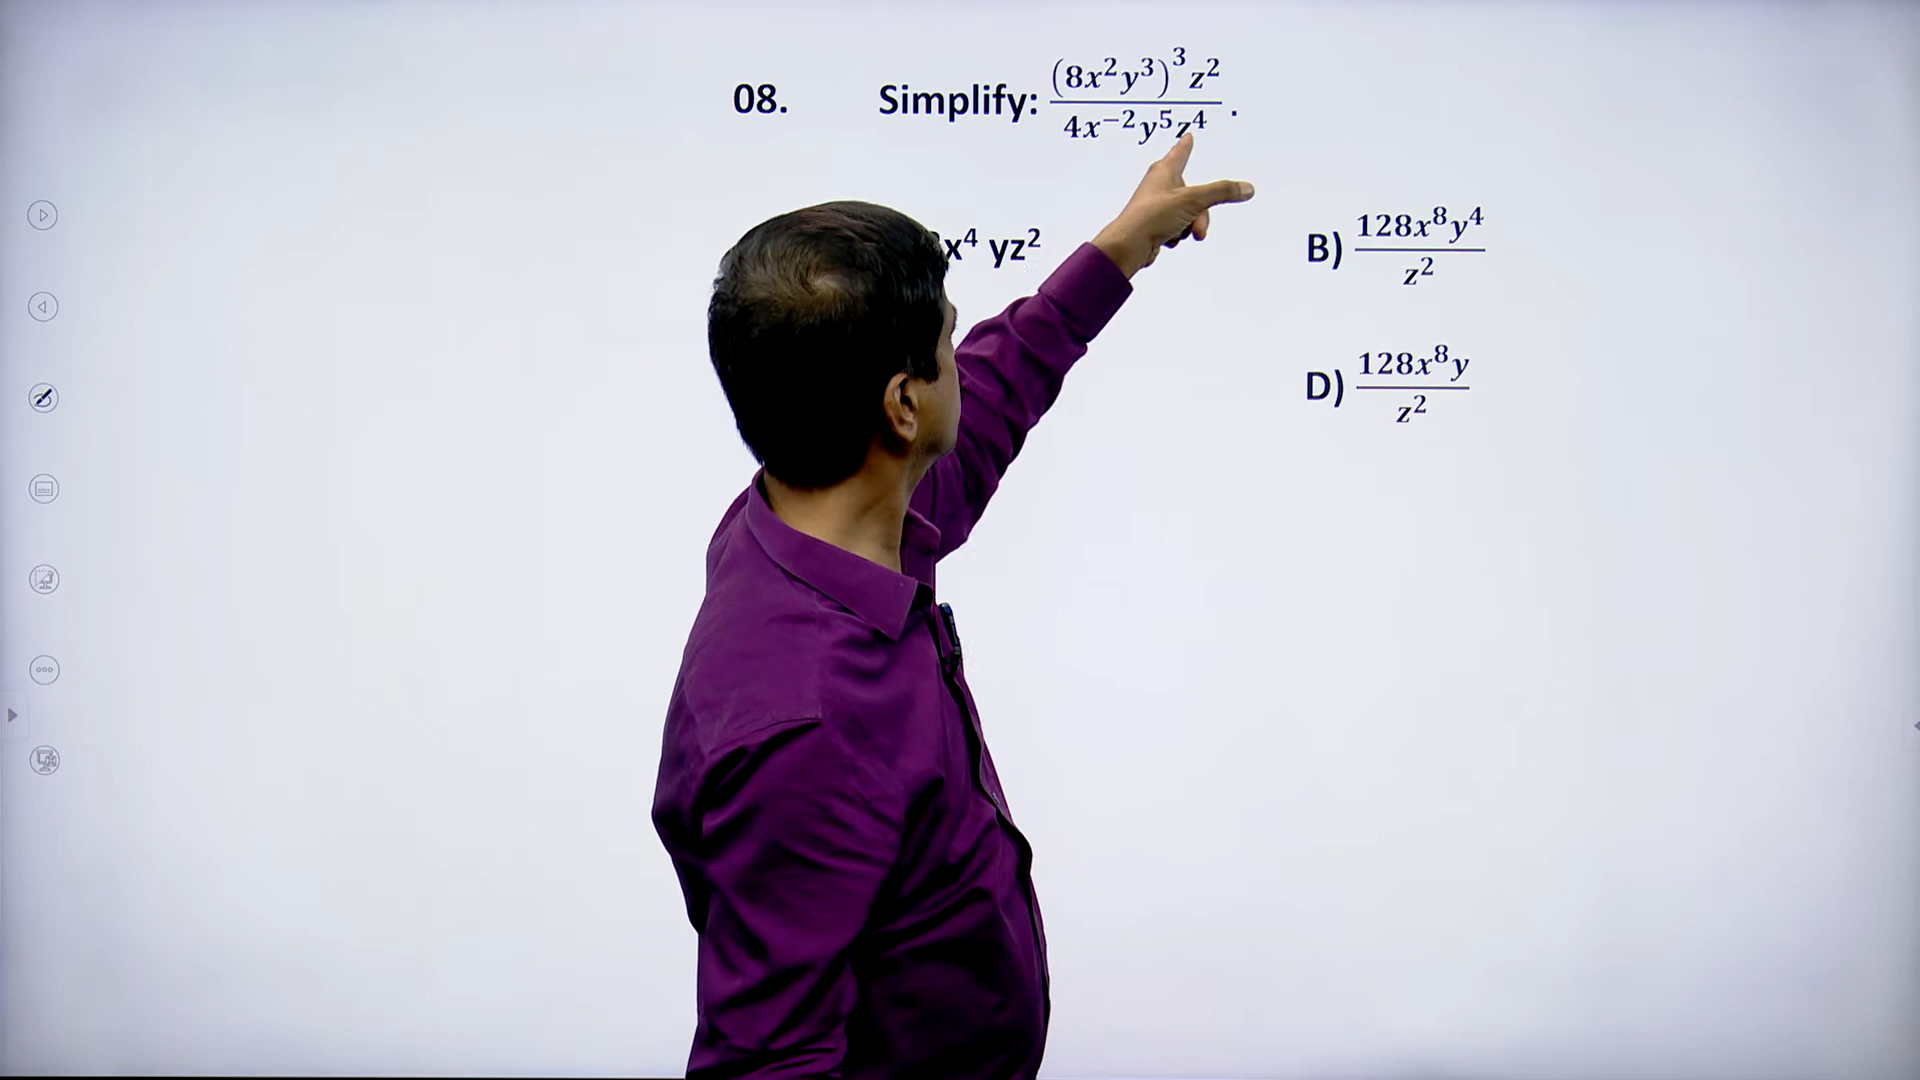 08. Simplify: (8x²y³)³z² / 4x⁻²y⁵z⁴ .
x⁴ yz²
B) 128x⁸y⁴ / z²
D) 128x⁸y / z²